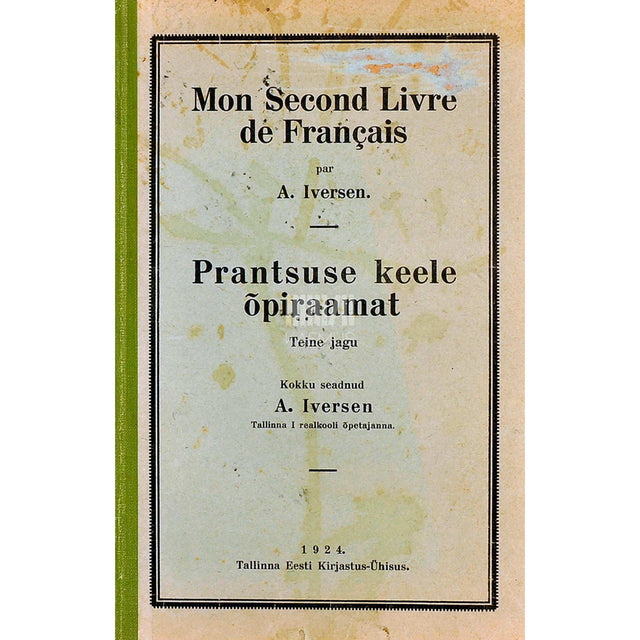 Mon Second Livre
de Français
par
A. Iversen.
Prantsuse keele
õpiraamat
Teine jagu
Kokku seadnud
A. Iversen
Tallinna I realkooli õpetajanna.
1924.
Tallinna Eesti Kirjastus-Ühisus.